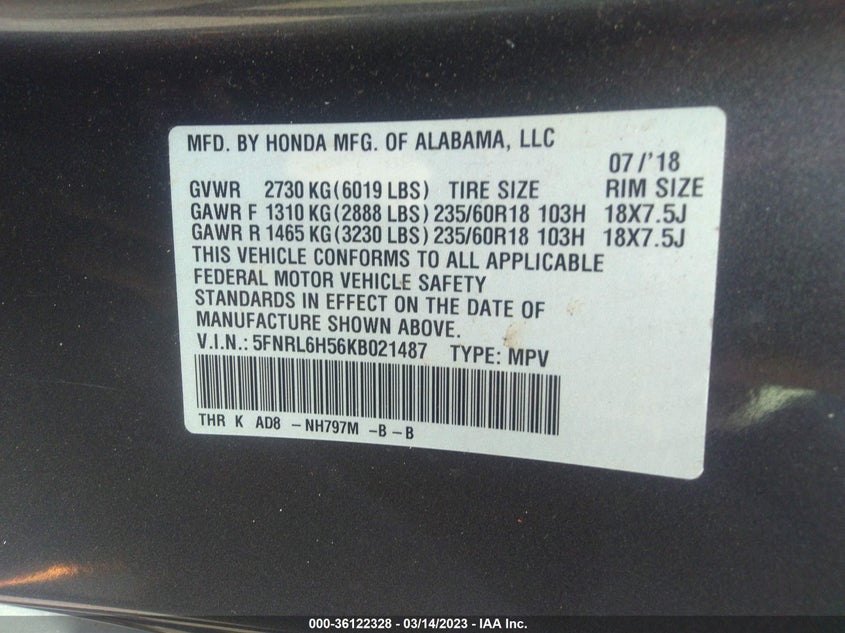 MFD. BY HONDA MFG. OF ALABAMA, LLC
07/'18
GVWR 2730 KG(6019 LBS) TIRE SIZE RIM SIZE
GAWR F 1310 KG(2888 LBS)235/60R18 103H 18X7.5J
GAWR R 1465 KG(3230 LBS)235/60R18 103H 18X7.5J
THIS VEHICLE CONFORMS TO ALL APPLICABLE
FEDERAL MOTOR VEHICLE SAFETY
STANDARDS IN EFFECT ON THE DATE OF
MANUFACTURE SHOWN ABOVE.
V.I.N.: 5FNRL6H56KB021487 TYPE: MPV
THR K AD8 -NH797M -B-B
000-36122328 - 03/14/2023 - IAA Inc.